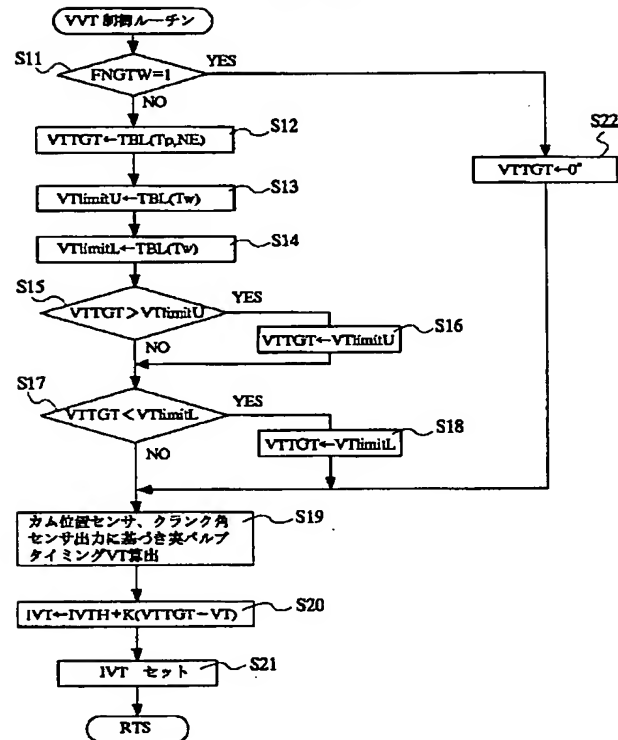 VVT 制御ルーチン
S11
FNGTW=1
YES
NO
S12
VTTGT←TBL(Tp,NE)
S22
VTTGT←0°
S13
VTlimitU←TBL(Tw)
S14
VTlimitL←TBL(Tw)
S15
VTTGT>VTlimitU
YES
NO
S16
VTTGT←VTlimitU
S17
VTTGT<VTlimitL
YES
NO
S18
VTTGT←VTlimitL
S19
カム位置センサ、クランク角
センサ出力に基づき実バルブ
タイミングVT算出
S20
IVT←IVTH+K(VTTGT−VT)
S21
IVT セット
RTS